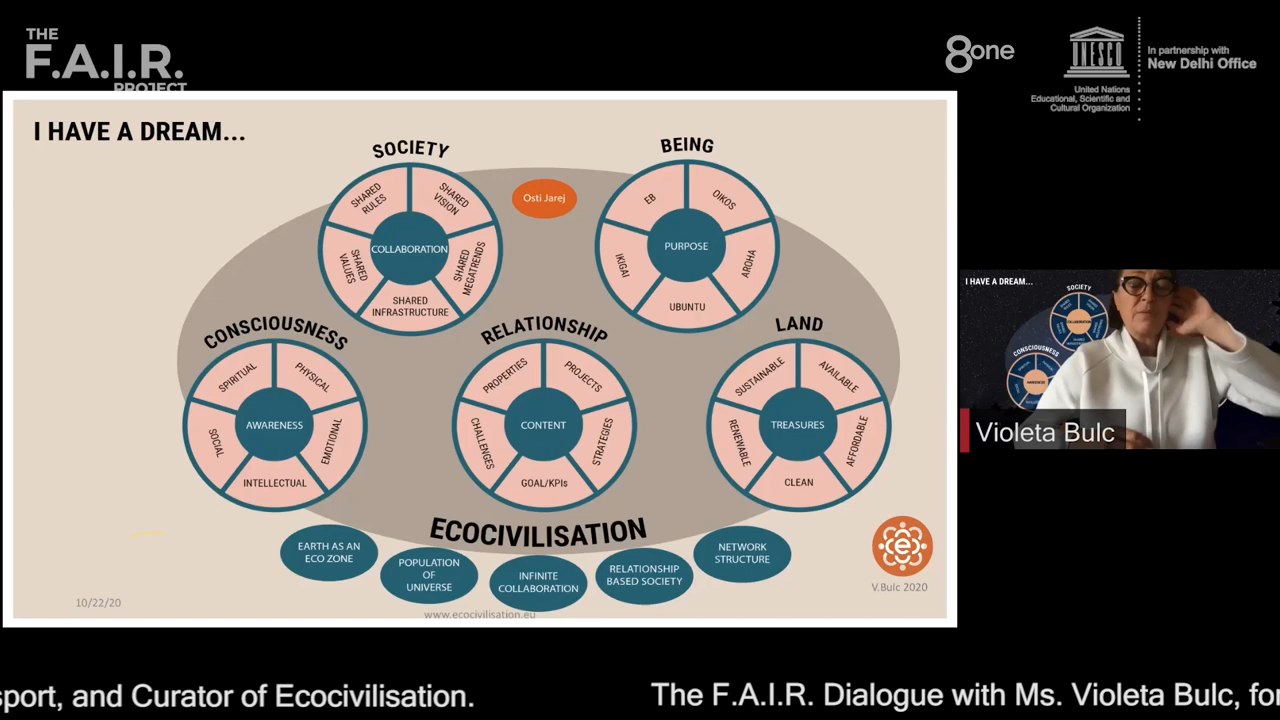 THE
F.A.I.R.
PROJECT
8one
UNESCO
United Nations
Educational, Scientific and
Cultural Organization
In partnership with
New Delhi Office
I HAVE A DREAM...
SOCIETY
SHARED
RULES
SHARED
VISION
SHARED
VALUES
COLLABORATION
SHARED
MEGATRENDS
SHARED
INFRASTRUCTURE
Osti Jarej
BEING
EB
OIKOS
IKIGAI
PURPOSE
AROHA
UBUNTU
CONSCIOUSNESS
SPIRITUAL
PHYSICAL
SOCIAL
AWARENESS
EMOTIONAL
INTELLECTUAL
RELATIONSHIP
PROPERTIES
PROJECTS
CHALLENGES
CONTENT
STRATEGIES
GOAL/KPIs
LAND
SUSTAINABLE
AVAILABLE
RENEWABLE
TREASURES
AFFORDABLE
CLEAN
ECOCIVILISATION
EARTH AS AN
ECO ZONE
POPULATION
OF
UNIVERSE
INFINITE
COLLABORATION
RELATIONSHIP
BASED SOCIETY
NETWORK
STRUCTURE
e
V.Bulc 2020
10/22/20
www.ecocivilisation.eu
I HAVE A DREAM...
SOCIETY
COLLABORATION
CONSCIOUSNESS
AWARENESS
Violeta Bulc
sport, and Curator of Ecocivilisation.
The F.A.I.R. Dialogue with Ms. Violeta Bulc, for